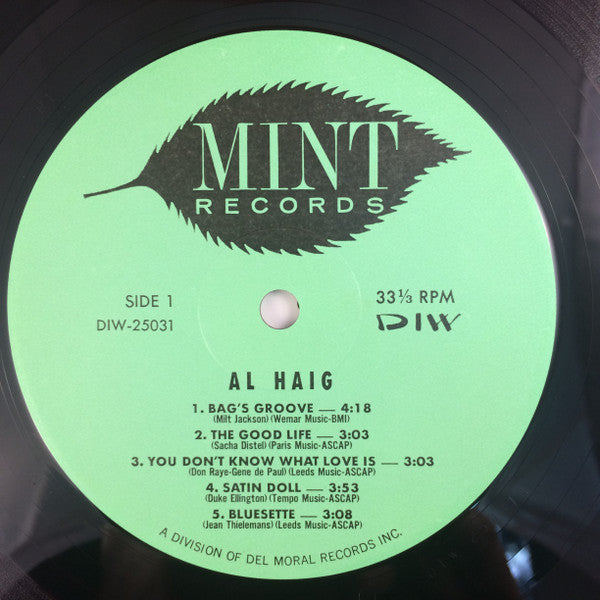 MINT
RECORDS
SIDE 1
DIW-25031
33 1/3 RPM
DIW
AL HAIG
1. BAG'S GROOVE — 4:18
(Milt Jackson) (Wemar Music-BMI)
2. THE GOOD LIFE — 3:03
(Sacha Distel) (Paris Music-ASCAP)
3. YOU DON'T KNOW WHAT LOVE IS — 3:03
(Don Raye-Gene de Paul) (Leeds Music-ASCAP)
4. SATIN DOLL — 3:53
(Duke Ellington) (Tempo Music-ASCAP)
5. BLUESETTE — 3:08
(Jean Thielemans) (Leeds Music-ASCAP)
A DIVISION OF DEL MORAL RECORDS INC.